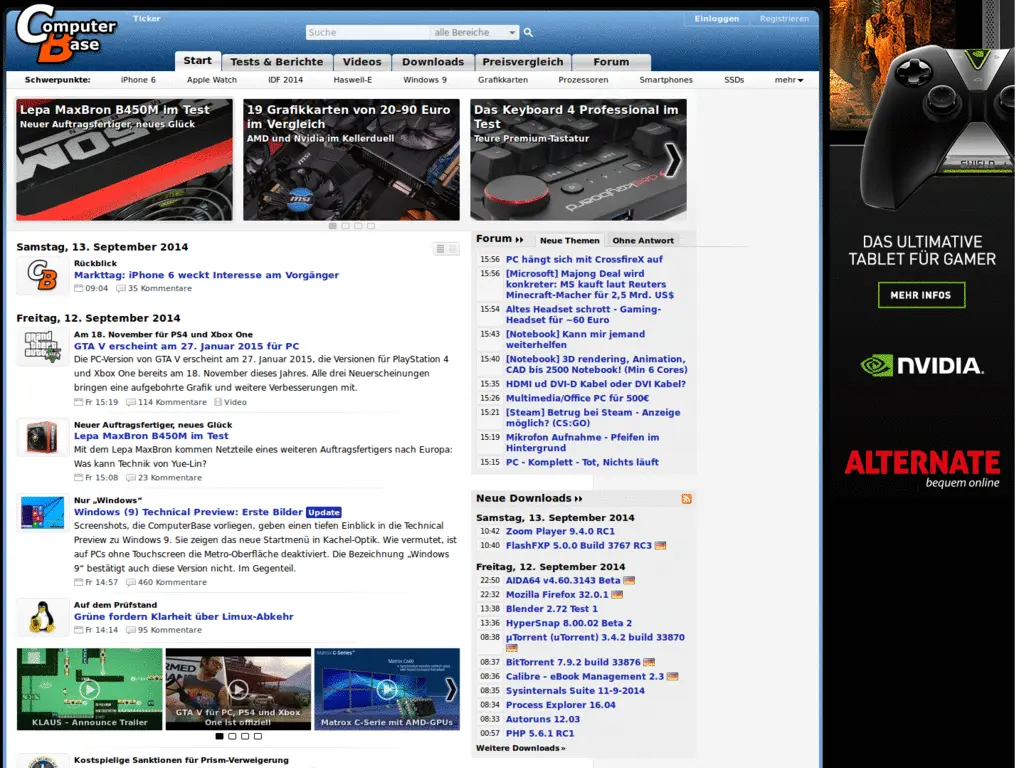 Computer
Base
Ticker
Einloggen
Registrieren
Suche
alle Bereiche
Start
Tests & Berichte
Videos
Downloads
Preisvergleich
Forum
Schwerpunkte:
iPhone 6
Apple Watch
IDF 2014
Haswell-E
Windows 9
Grafikkarten
Prozessoren
Smartphones
SSDs
mehr
Lepa MaxBron B450M im Test
Neuer Auftragsfertiger, neues Glück
19 Grafikkarten von 20–90 Euro
im Vergleich
AMD und Nvidia im Kellerduell
msi
Das Keyboard 4 Professional im
Test
Teure Premium-Tastatur
Samstag, 13. September 2014
Rückblick
Markttag: iPhone 6 weckt Interesse am Vorgänger
09:04 35 Kommentare
Freitag, 12. September 2014
grand
theft
auto
Am 18. November für PS4 und Xbox One
GTA V erscheint am 27. Januar 2015 für PC
Die PC-Version von GTA V erscheint am 27. Januar 2015, die Versionen für PlayStation 4
und Xbox One bereits am 18. November dieses Jahres. Alle drei Neuerscheinungen
bringen eine aufgebohrte Grafik und weitere Verbesserungen mit.
Fr 15:19 114 Kommentare Video
Neuer Auftragsfertiger, neues Glück
Lepa MaxBron B450M im Test
Mit dem Lepa MaxBron kommen Netzteile eines weiteren Auftragsfertigers nach Europa:
Was kann Technik von Yue-Lin?
Fr 15:08 23 Kommentare
Nur „Windows“
Windows (9) Technical Preview: Erste Bilder Update
Screenshots, die ComputerBase vorliegen, geben einen tiefen Einblick in die Technical
Preview zu Windows 9. Sie zeigen das neue Startmenü in Kachel-Optik. Wie vermutet, ist
auf PCs ohne Touchscreen die Metro-Oberfläche deaktiviert. Die Bezeichnung „Windows
9“ bestätigt auch diese Version nicht. Im Gegenteil.
Fr 14:57 460 Kommentare
Auf dem Prüfstand
Grüne fordern Klarheit über Limux-Abkehr
Fr 14:14 95 Kommentare
KLAUS – Announce Trailer
GTA V für PC, PS4 und Xbox
One ist offiziell
Matrox C-Serie mit AMD-GPUs
Kostspielige Sanktionen für Prism-Verweigerung
Forum
Neue Themen
Ohne Antwort
15:56 PC hängt sich mit CrossfireX auf
15:56 [Microsoft] Majong Deal wird
konkreter: MS kauft laut Reuters
Minecraft-Macher für 2,5 Mrd. US$
15:54 Altes Headset schrott - Gaming-
Headset für ~60 Euro
15:43 [Notebook] Kann mir jemand
weiterhelfen
15:40 [Notebook] 3D rendering, Animation,
CAD bis 2500 Notebook! (Min 6 Cores)
15:35 HDMI ud DVI-D Kabel oder DVI Kabel?
15:26 Multimedia/Office PC für 500€
15:21 [Steam] Betrug bei Steam - Anzeige
möglich? (CS:GO)
15:19 Mikrofon Aufnahme - Pfeifen im
Hintergrund
15:15 PC - Komplett - Tot, Nichts läuft
Neue Downloads
Samstag, 13. September 2014
10:42 Zoom Player 9.4.0 RC1
10:40 FlashFXP 5.0.0 Build 3767 RC3
Freitag, 12. September 2014
22:50 AIDA64 v4.60.3143 Beta
22:32 Mozilla Firefox 32.0.1
13:38 Blender 2.72 Test 1
13:36 HyperSnap 8.00.02 Beta 2
08:38 µTorrent (uTorrent) 3.4.2 build 33870
08:37 BitTorrent 7.9.2 build 33876
08:36 Calibre – eBook Management 2.3
08:35 Sysinternals Suite 11-9-2014
08:34 Process Explorer 16.04
08:33 Autoruns 12.03
00:57 PHP 5.6.1 RC1
Weitere Downloads»
SHIELD
DAS ULTIMATIVE
TABLET FÜR GAMER
MEHR INFOS
NVIDIA.
ALTERNATE
bequem online